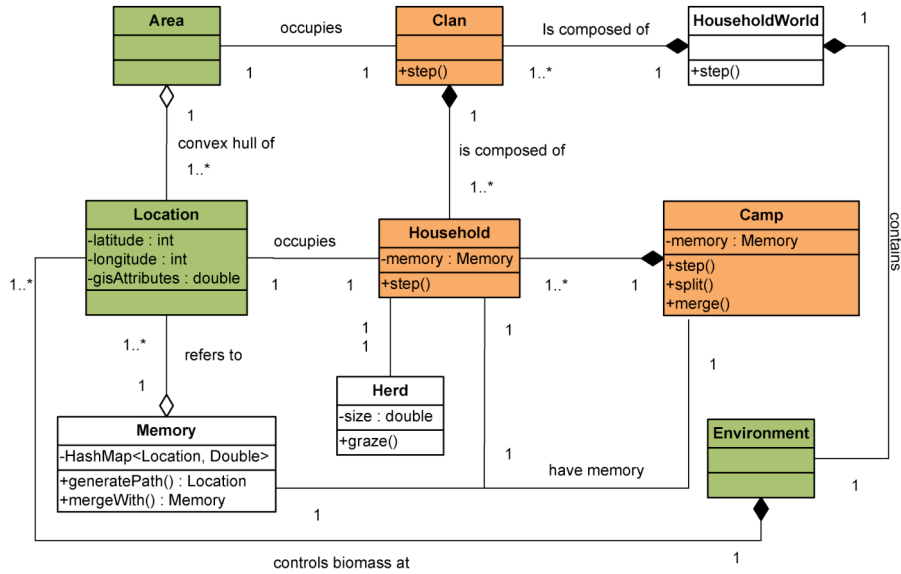 Area
occupies
1
1
Clan
+step()
Is composed of
1..*
1
HouseholdWorld
+step()
1
1
convex hull of
1..*
1
is composed of
1..*
contains
Location
-latitude : int
-longitude : int
-gisAttributes : double
occupies
1
1
Household
-memory : Memory
+step()
1..*
1
Camp
-memory : Memory
+step()
+split()
+merge()
1..*
1..*
refers to
1
1
1
1
1
Herd
-size : double
+graze()
Memory
-HashMap<Location, Double>
+generatePath() : Location
+mergeWith() : Memory
1
1
have memory
Environment
1
1
controls biomass at